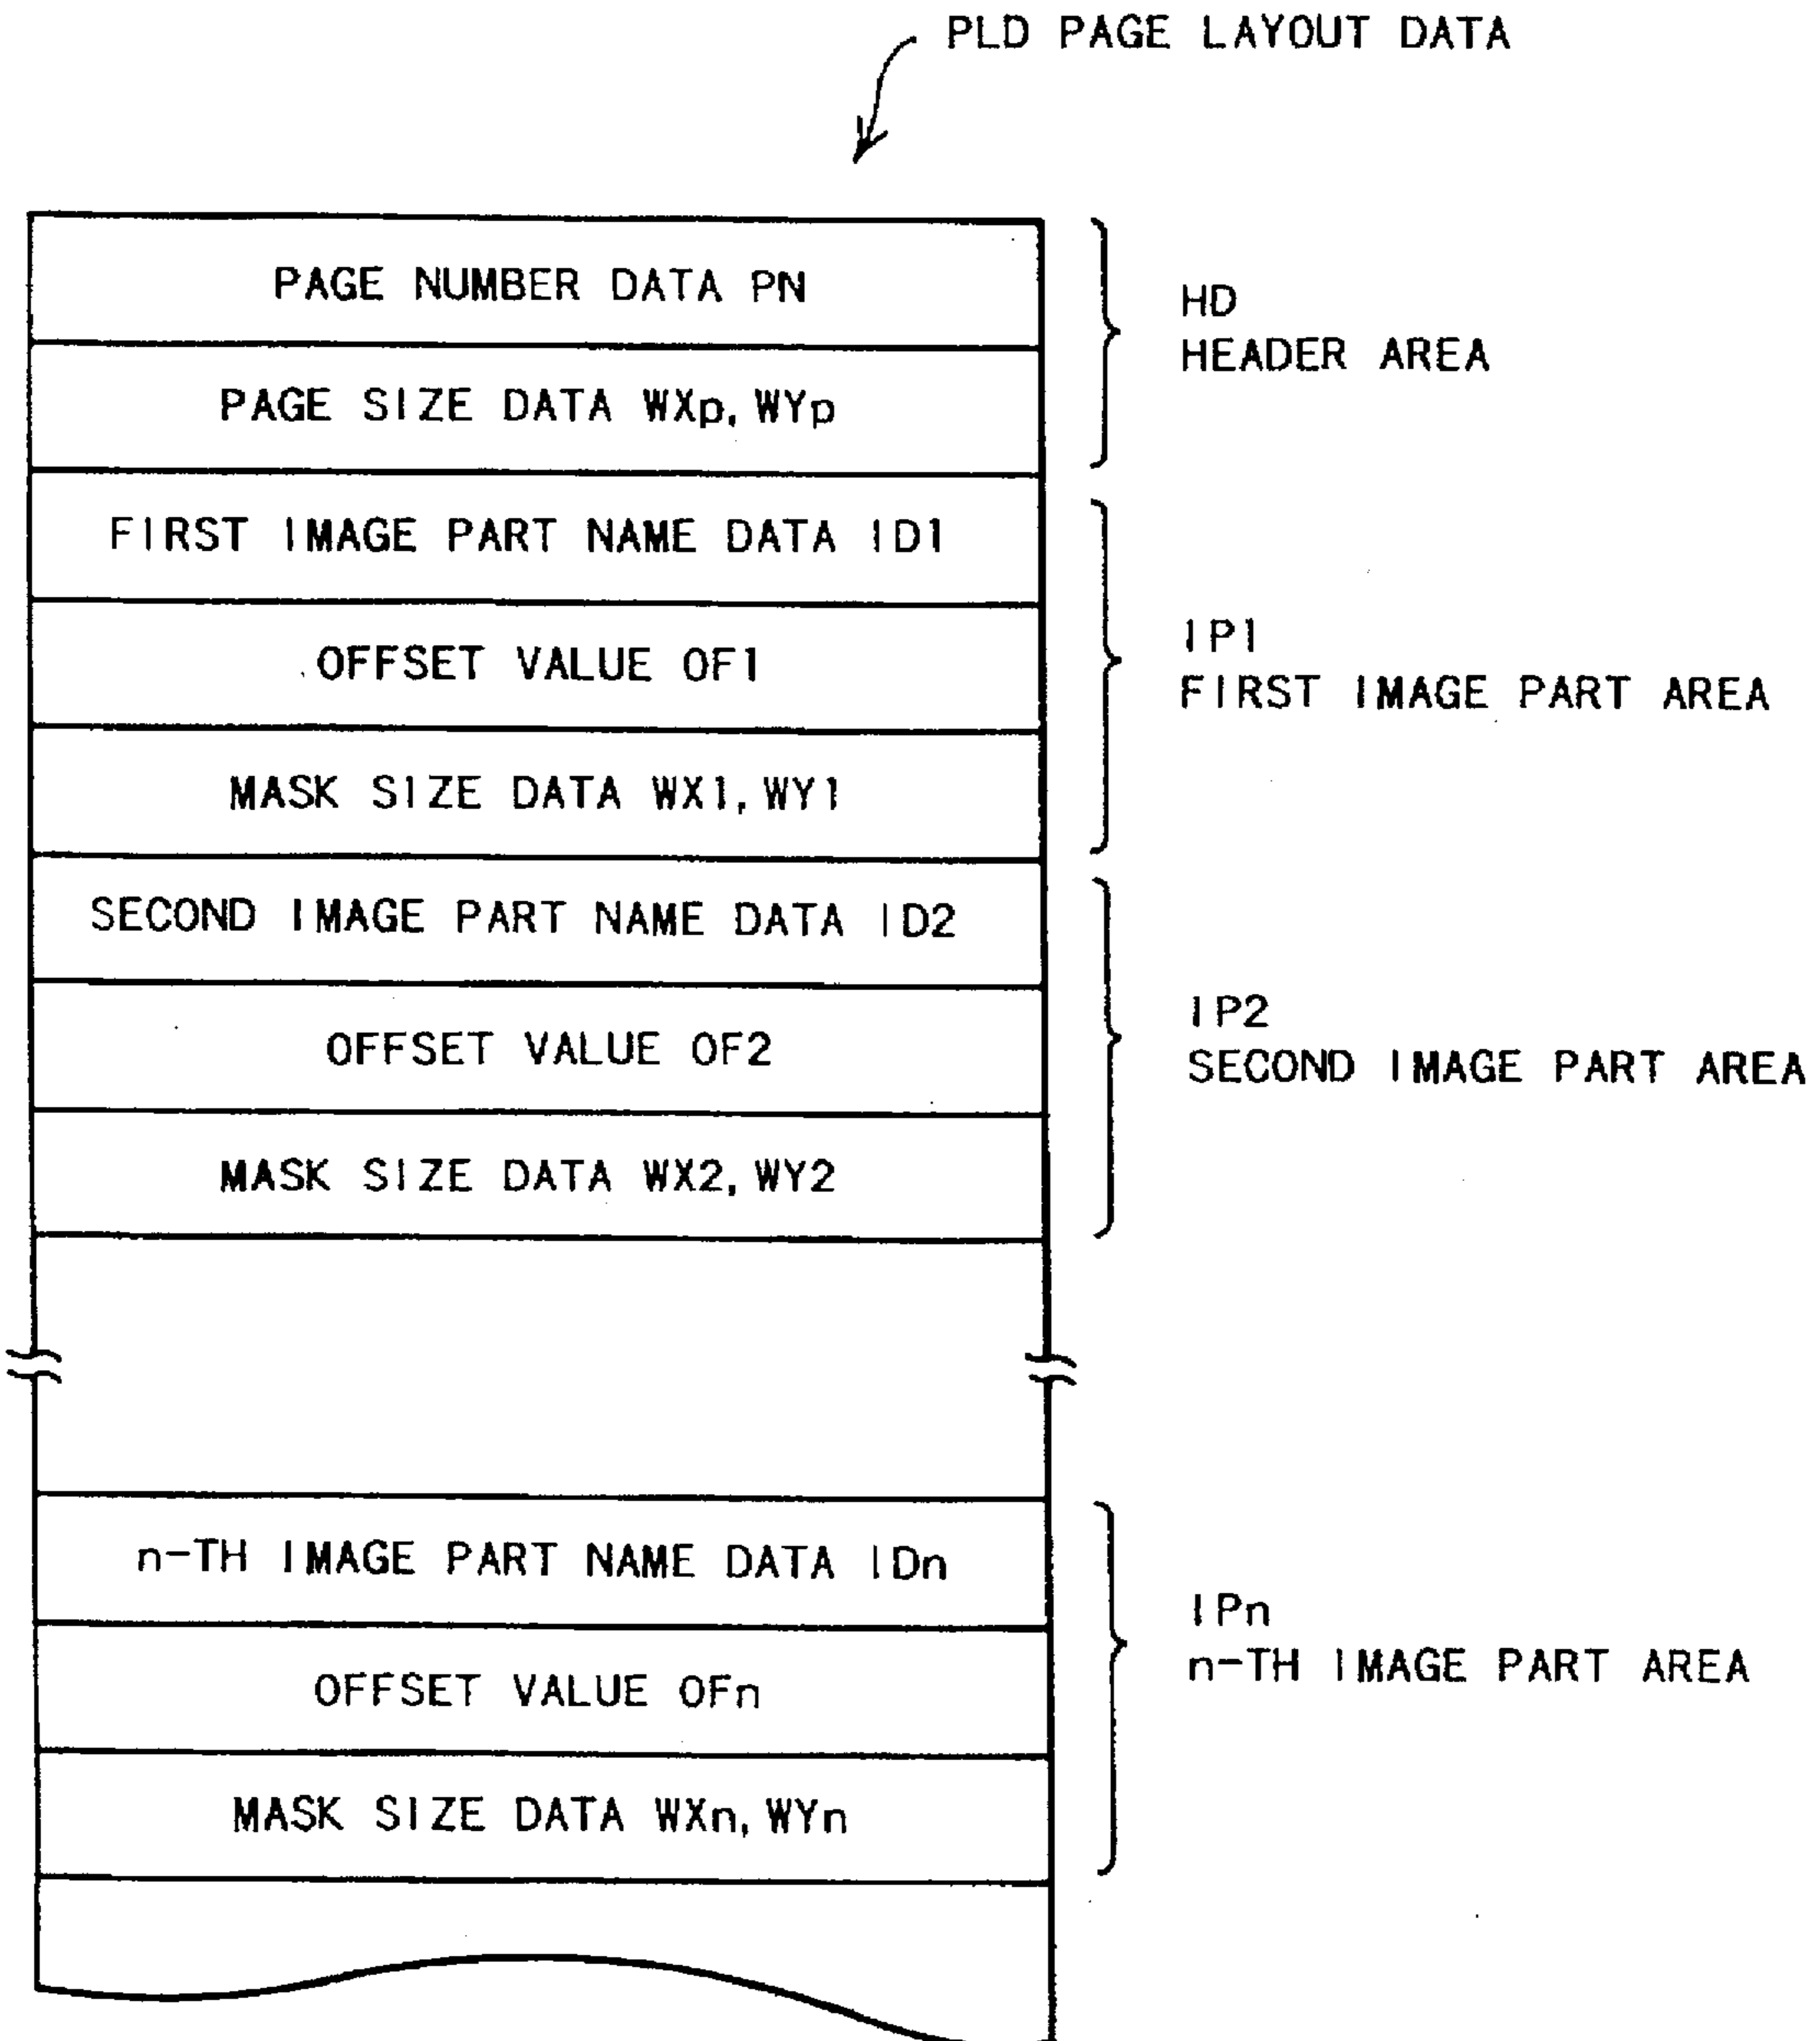 PLD PAGE LAYOUT DATA
PAGE NUMBER DATA PN
PAGE SIZE DATA WXp, WYp
HD
HEADER AREA
FIRST IMAGE PART NAME DATA ID1
OFFSET VALUE OF1
MASK SIZE DATA WX1, WY1
IP1
FIRST IMAGE PART AREA
SECOND IMAGE PART NAME DATA ID2
OFFSET VALUE OF2
MASK SIZE DATA WX2, WY2
IP2
SECOND IMAGE PART AREA
n-TH IMAGE PART NAME DATA IDn
OFFSET VALUE OFn
MASK SIZE DATA WXn, WYn
IPn
n-TH IMAGE PART AREA